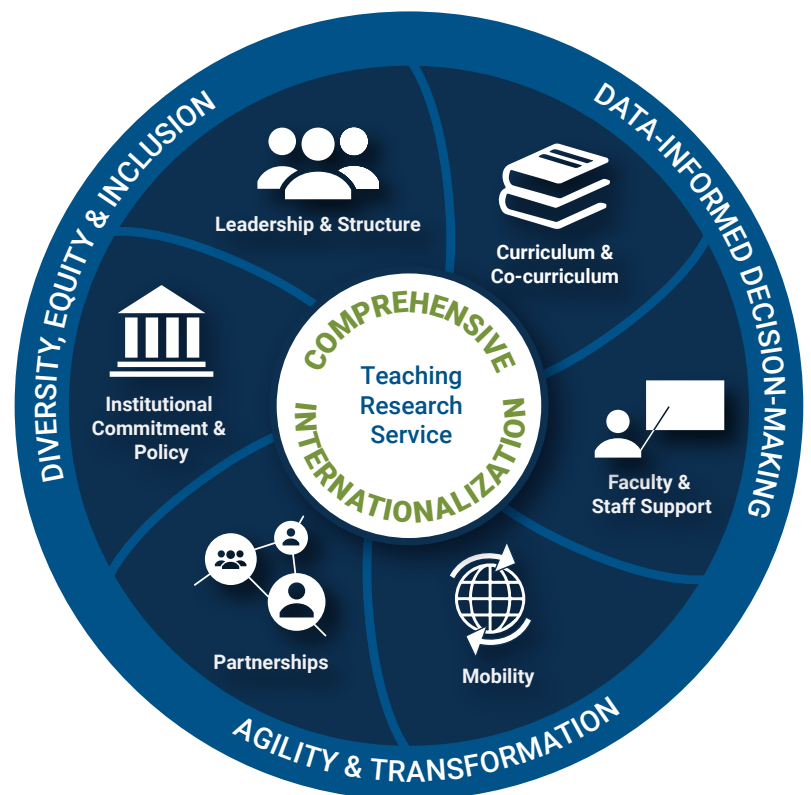 DIVERSITY, EQUITY & INCLUSION
DATA-INFORMED DECISION-MAKING
Leadership & Structure
Curriculum &
Co-curriculum
Institutional
Commitment &
Policy
COMPREHENSIVE
Teaching
Research
Service
INTERNATIONALIZATION
Faculty &
Staff Support
Partnerships
Mobility
AGILITY & TRANSFORMATION